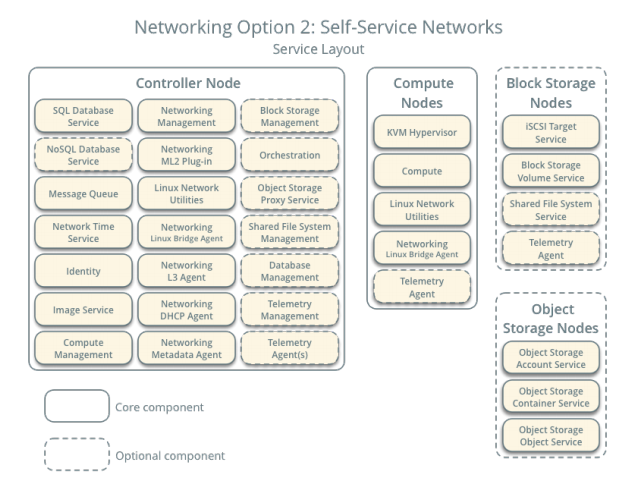 Networking Option 2: Self-Service Networks
Service Layout
Controller Node
SQL Database
Service
Networking
Management
Block Storage
Management
NoSQL Database
Service
Networking
ML2 Plug-in
Orchestration
Message Queue
Linux Network
Utilities
Object Storage
Proxy Service
Network Time
Service
Networking
Linux Bridge Agent
Shared File System
Management
Identity
Networking
L3 Agent
Database
Management
Image Service
Networking
DHCP Agent
Telemetry
Management
Compute
Management
Networking
Metadata Agent
Telemetry
Agent(s)
Compute
Nodes
KVM Hypervisor
Compute
Linux Network
Utilities
Networking
Linux Bridge Agent
Telemetry
Agent
Block Storage
Nodes
iSCSI Target
Service
Block Storage
Volume Service
Shared File System
Service
Telemetry
Agent
Object
Storage Nodes
Object Storage
Account Service
Object Storage
Container Service
Object Storage
Object Service
Core component
Optional component